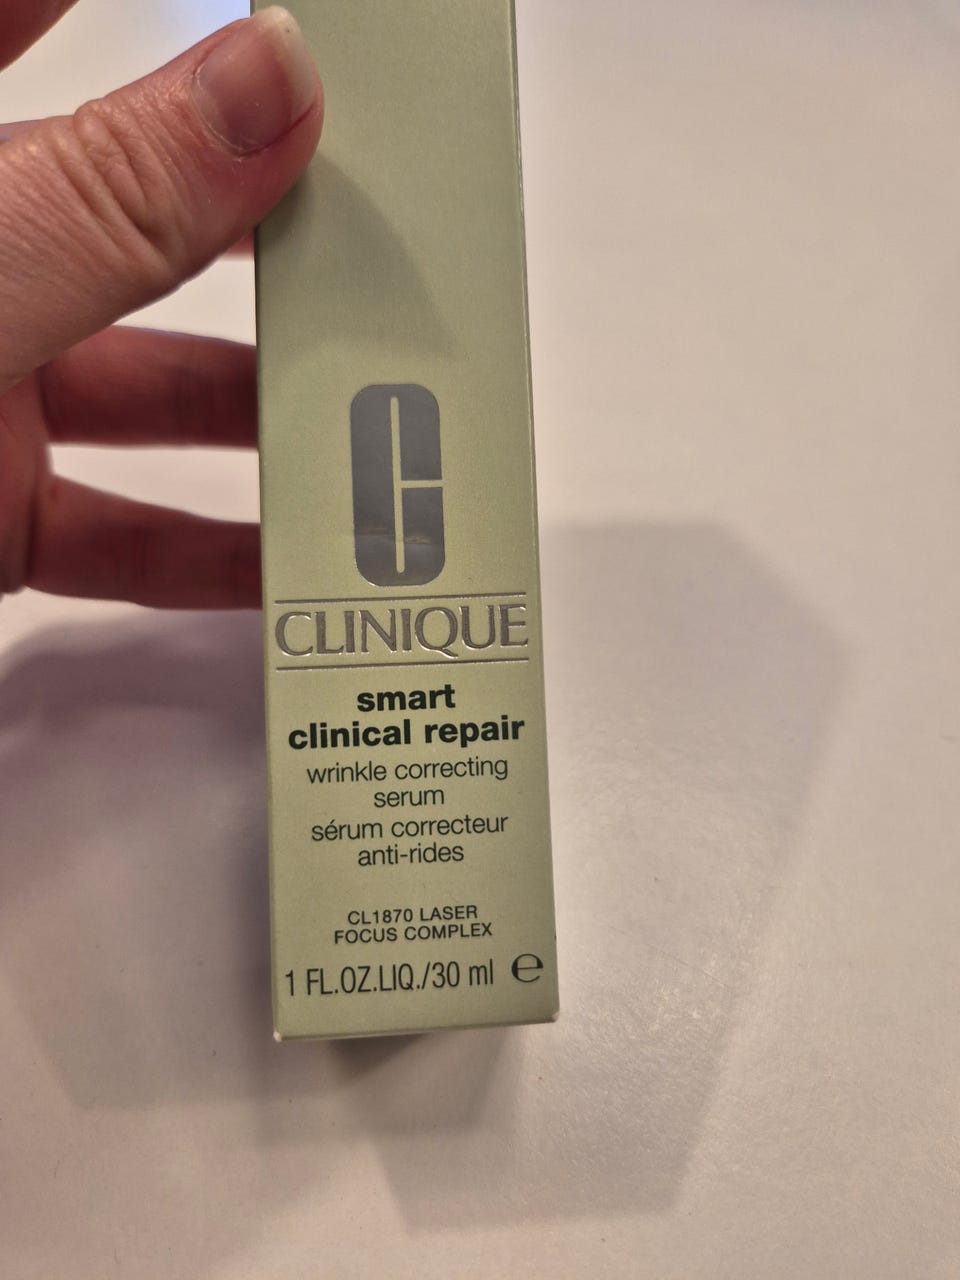 C
CLINIQUE
smart
clinical repair
wrinkle correcting
serum
sérum correcteur
anti-rides
CL1870 LASER
FOCUS COMPLEX
1 FL.OZ.LIQ./30 ml ℮